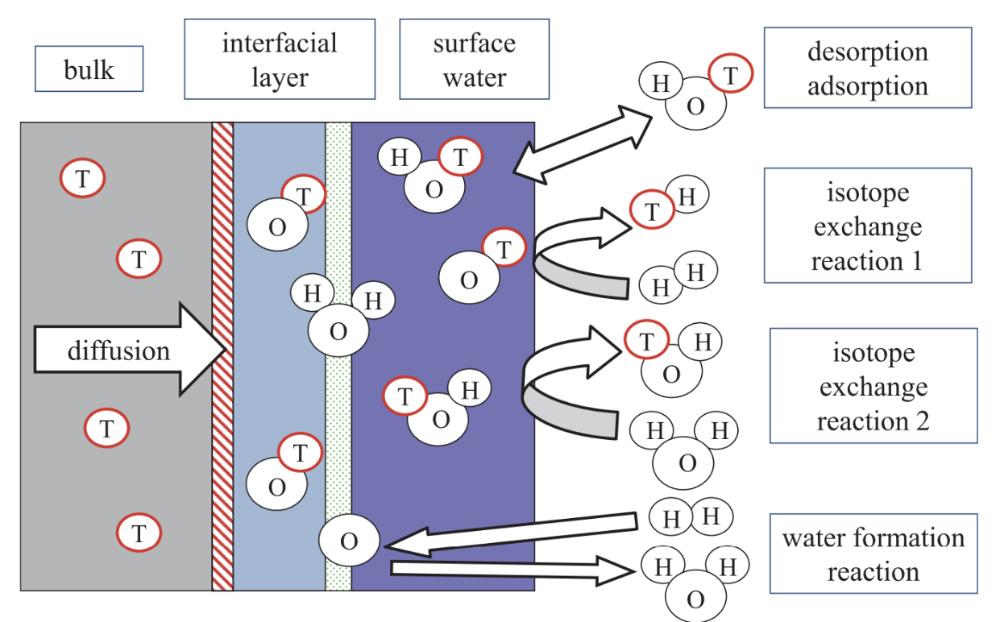 bulk
interfacial
layer
surface
water
desorption
adsorption
H
T
O
T
H
T
O
T
O
isotope
exchange
reaction 1
T
H
H
H
T
T
O
H
H
O
diffusion
T
H
O
isotope
exchange
reaction 2
T
H
O
T
H
H
O
T
O
T
O
H
H
water formation
reaction
H
H
O